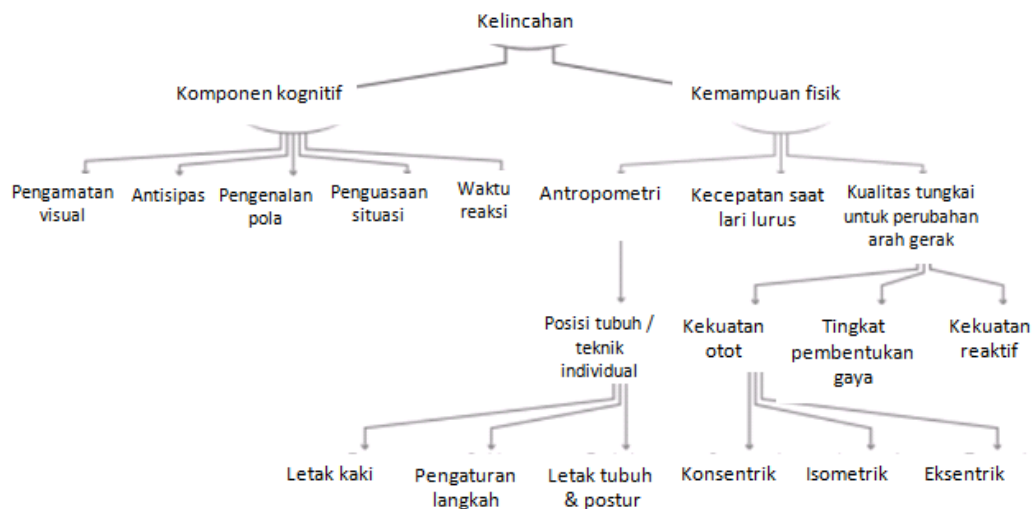 Kelincahan
Komponen kognitif
Kemampuan fisik
Pengamatan
visual
Antisipas
Pengenalan
pola
Penguasaan
situasi
Waktu
reaksi
Antropometri
Kecepatan saat
lari lurus
Kualitas tungkai
untuk perubahan
arah gerak
Posisi tubuh /
teknik
individual
Kekuatan
otot
Tingkat
pembentukan
gaya
Kekuatan
reaktif
Letak kaki
Pengaturan
langkah
Letak tubuh
& postur
Konsentrik
Isometrik
Eksentrik